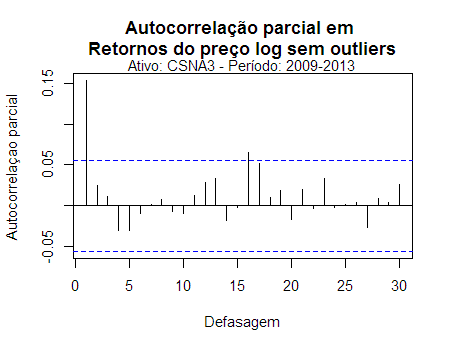 Autocorrelação parcial em
Retornos do preço log sem outliers
Ativo: CSNA3 - Período: 2009-2013
Autocorrelaçao parcial
0.15
0.05
-0.05
0 5 10 15 20 25 30
Defasagem